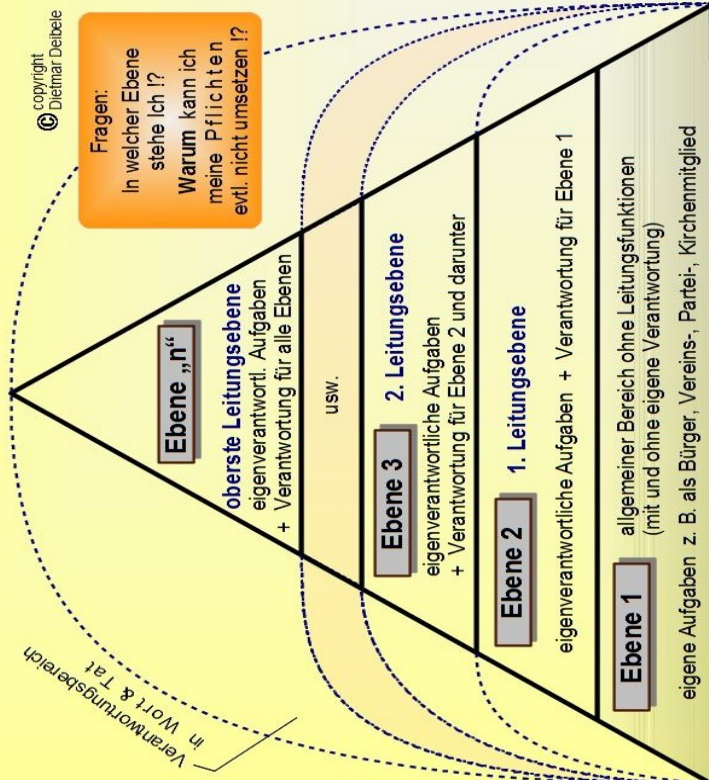 © copyright
Dietmar Deibele
Fragen:
In welcher Ebene
stehe Ich !?
Warum kann ich
meine Pflichten
evtl. nicht umsetzen !?
Verantwortungsbereich
in Wort & Tat
Ebene „n“
oberste Leitungsebene
eigenverantwortl. Aufgaben
+ Verantwortung für alle Ebenen
usw.
Ebene 3
2. Leitungsebene
eigenverantwortliche Aufgaben
+ Verantwortung für Ebene 2 und darunter
Ebene 2
1. Leitungsebene
eigenverantwortliche Aufgaben + Verantwortung für Ebene 1
Ebene 1
allgemeiner Bereich ohne Leitungsfunktionen
(mit und ohne eigene Verantwortung)
eigene Aufgaben z. B. als Bürger, Vereins-, Partei-, Kirchenmitglied